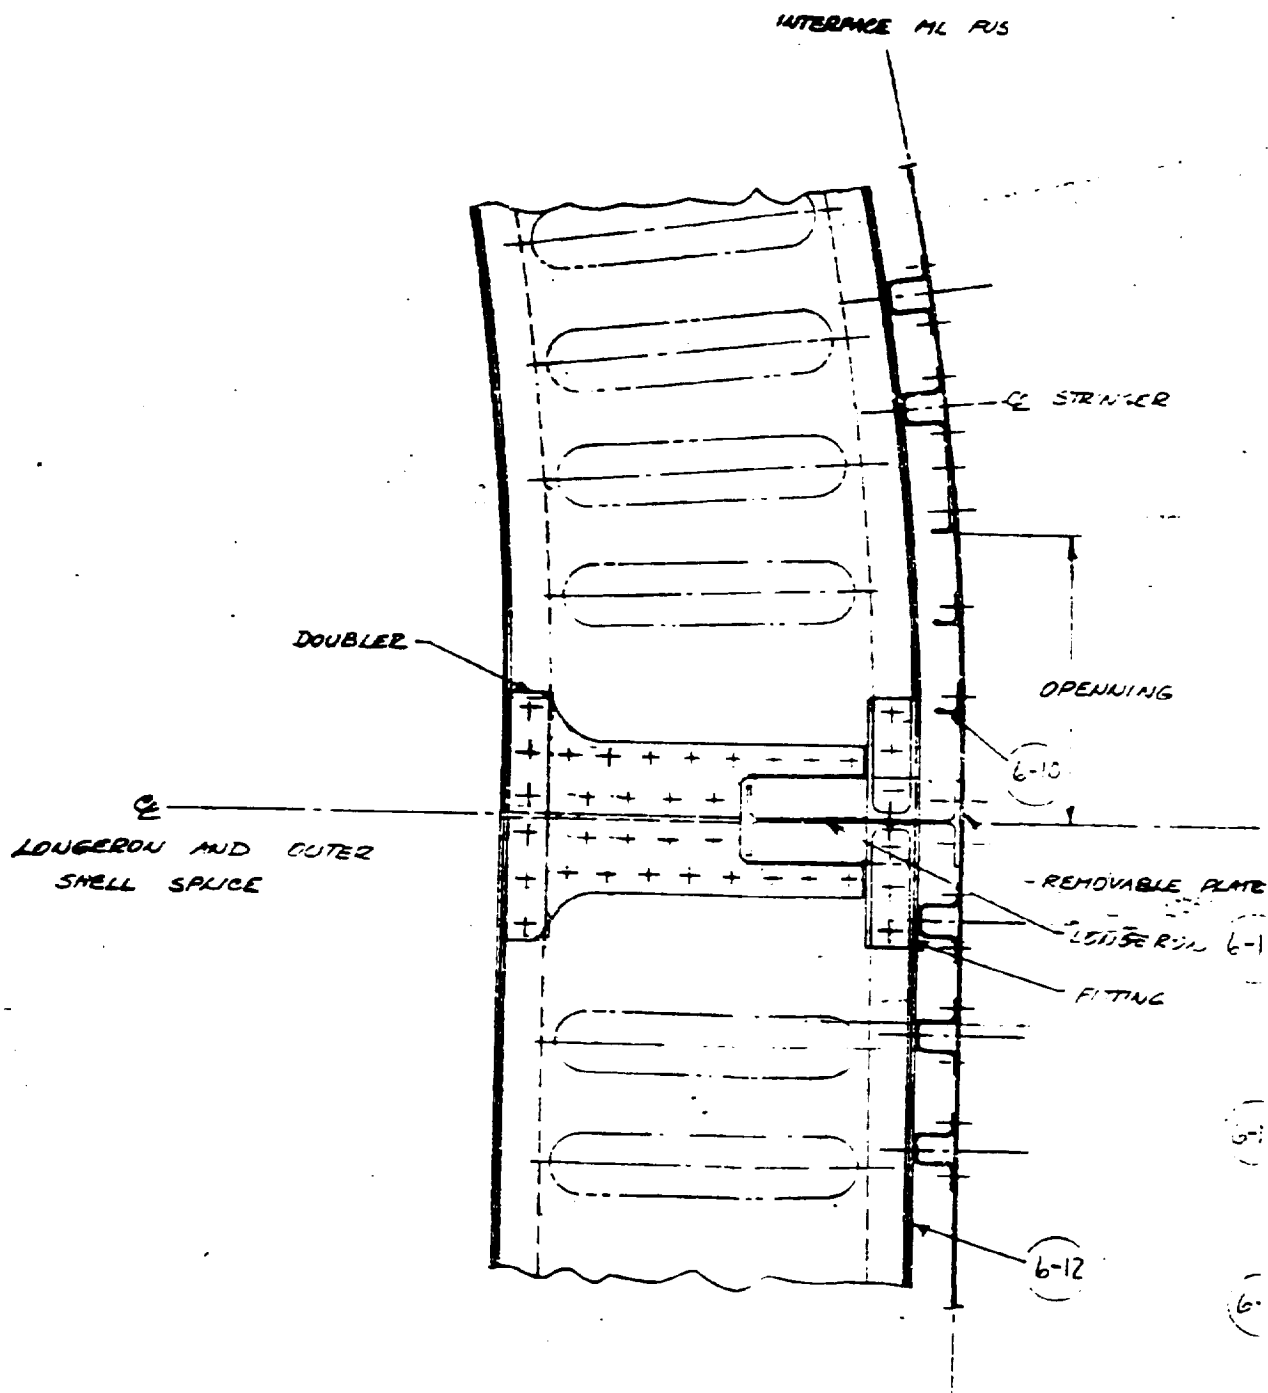 INTERFACE ML FUS
℄ STRINGER
DOUBLER
OPENNING
6-10
℄
LONGERON AND OUTER
SHELL SPLICE
REMOVABLE PLATE
LONGERON
FITTING
6-12